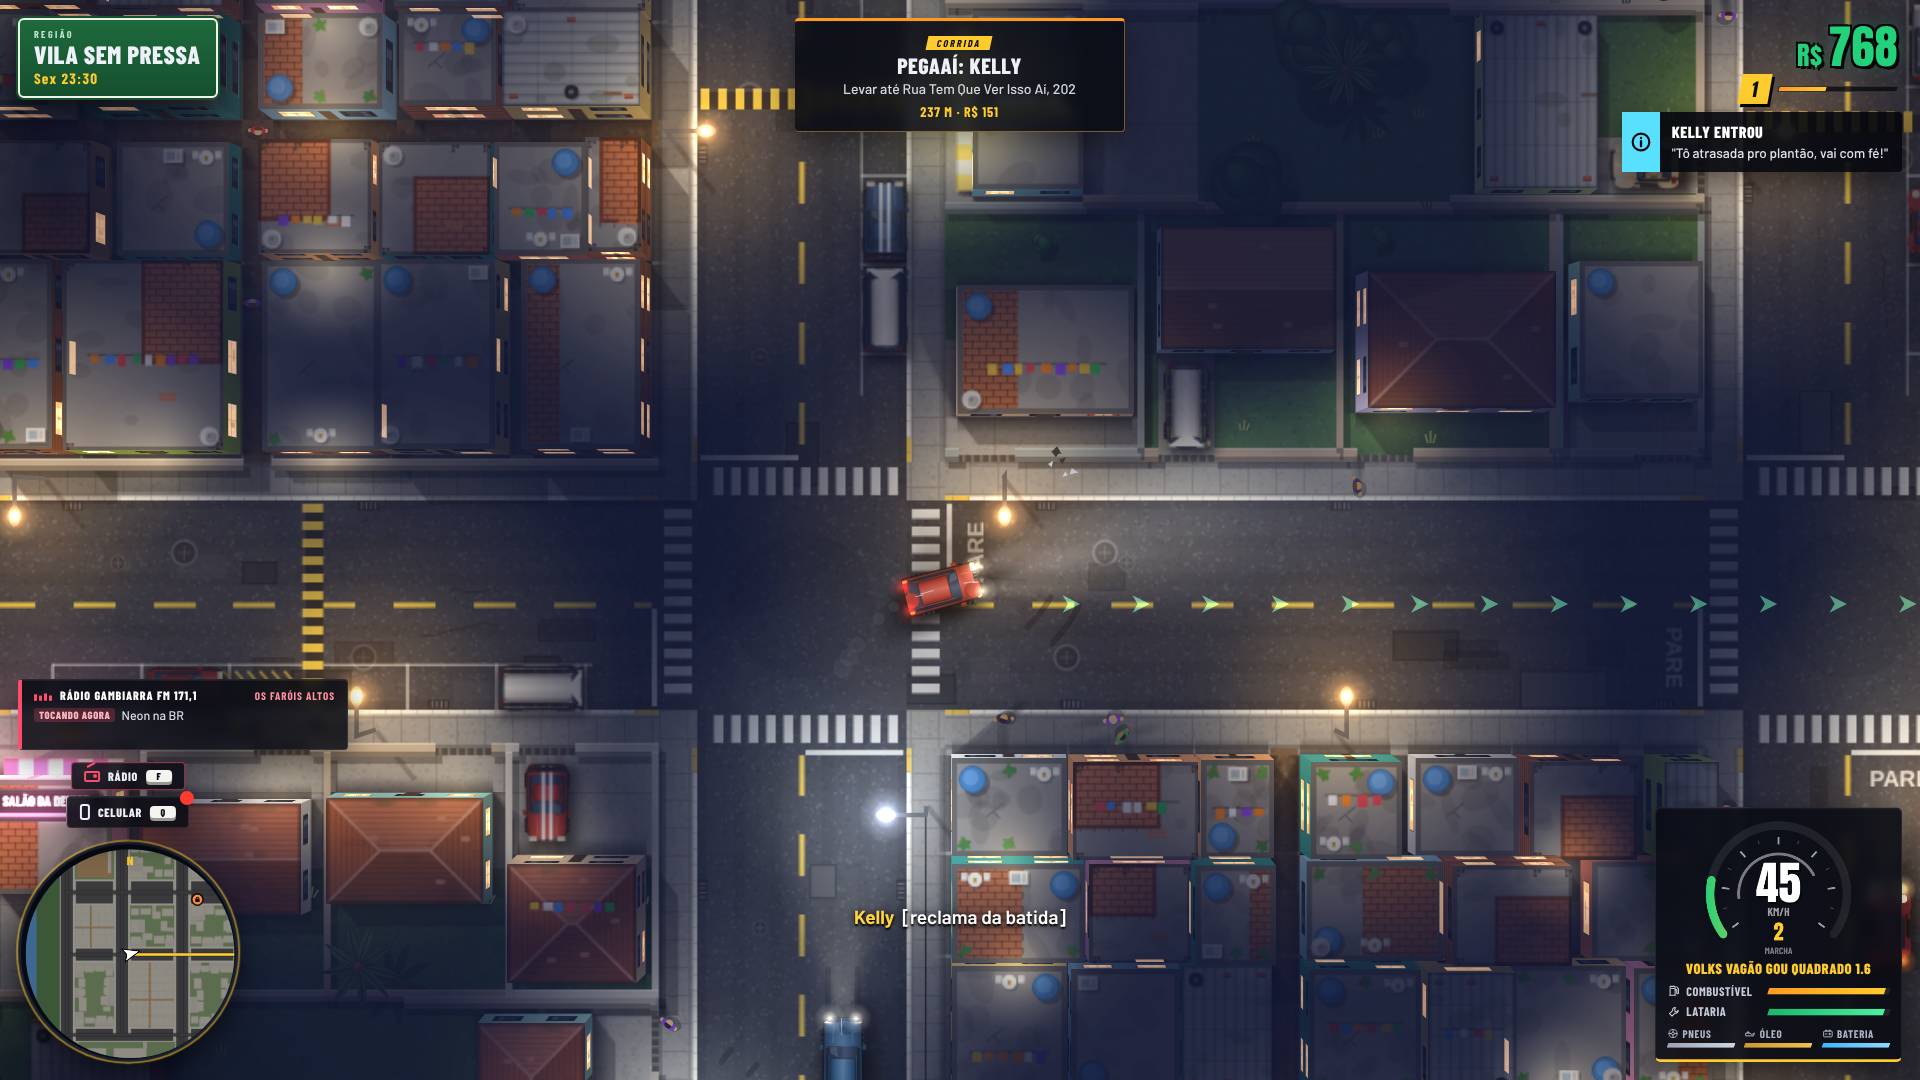 REGIÃO
VILA SEM PRESSA
Sex 23:30
CORRIDA
PEGAAÍ: KELLY
Levar até Rua Tem Que Ver Isso Aí, 202
237 M · R$ 151
R$ 768
1
KELLY ENTROU
"Tô atrasada pro plantão, vai com fé!"
PARE
PARE
PARE
RÁDIO GAMBIARRA FM 171,1
OS FARÓIS ALTOS
TOCANDO AGORA Neon na BR
RÁDIO F
SALÃO DA
CELULAR Q
N
Kelly [reclama da batida]
45
KM/H
2
MARCHA
VOLKS VAGÃO GOU QUADRADO 1.6
COMBUSTÍVEL
LATARIA
PNEUS ÓLEO BATERIA